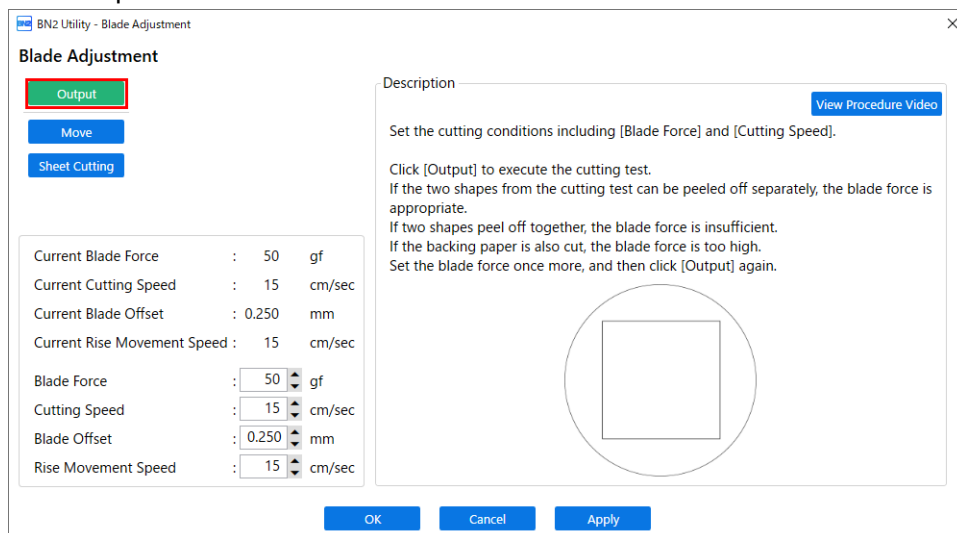 BN2 Utility - Blade Adjustment
Blade Adjustment
Output
Move
Sheet Cutting
Current Blade Force : 50 gf
Current Cutting Speed : 15 cm/sec
Current Blade Offset : 0.250 mm
Current Rise Movement Speed : 15 cm/sec
Blade Force : 50 gf
Cutting Speed : 15 cm/sec
Blade Offset : 0.250 mm
Rise Movement Speed : 15 cm/sec
Description
View Procedure Video
Set the cutting conditions including [Blade Force] and [Cutting Speed].
Click [Output] to execute the cutting test.
If the two shapes from the cutting test can be peeled off separately, the blade force is
appropriate.
If two shapes peel off together, the blade force is insufficient.
If the backing paper is also cut, the blade force is too high.
Set the blade force once more, and then click [Output] again.
OK Cancel Apply